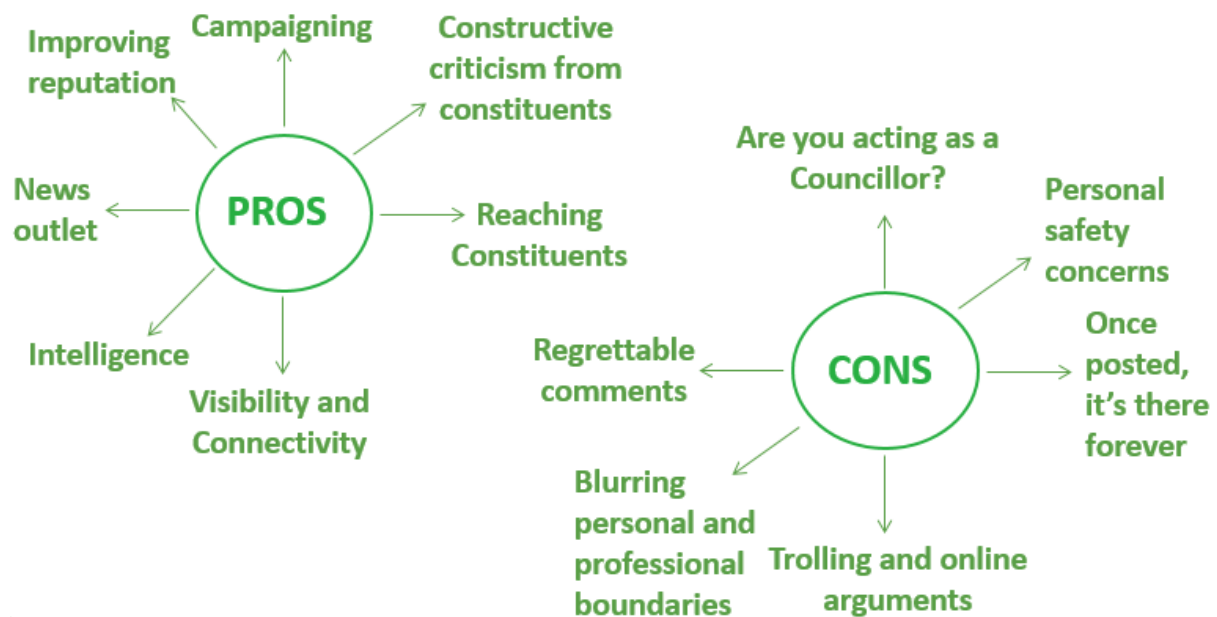 Campaigning
Constructive
criticism from
constituents
Improving
reputation
News
outlet
PROS
Reaching
Constituents
Intelligence
Visibility and
Connectivity
Are you acting as a
Councillor?
Personal
safety
concerns
Regrettable
comments
CONS
Once
posted,
it’s there
forever
Blurring
personal and
professional
boundaries
Trolling and online
arguments